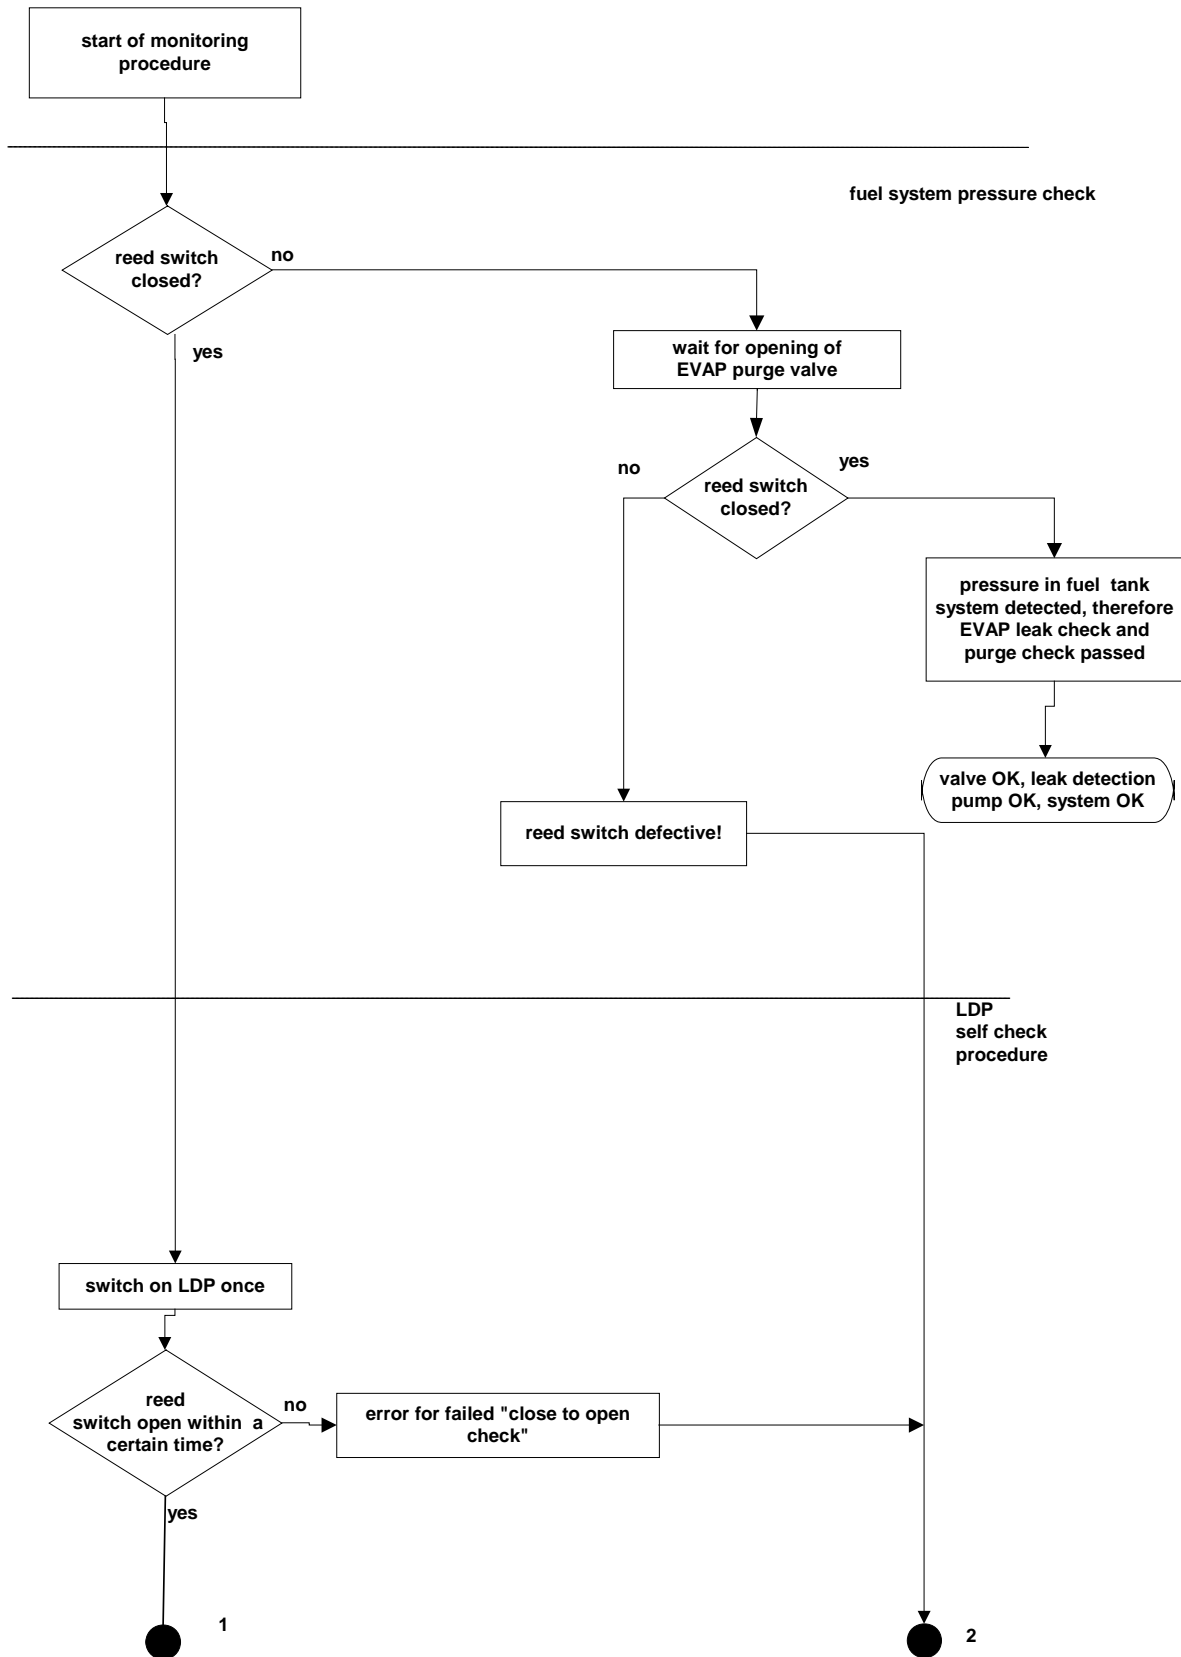 start of monitoring
procedure
fuel system pressure check
reed switch
closed?
no
yes
wait for opening of
EVAP purge valve
no
yes
reed switch
closed?
pressure in fuel tank
system detected, therefore
EVAP leak check and
purge check passed
valve OK, leak detection
pump OK, system OK
reed switch defective!
LDP
self check
procedure
switch on LDP once
reed
switch open within a
certain time?
no
error for failed "close to open
check"
yes
1
2